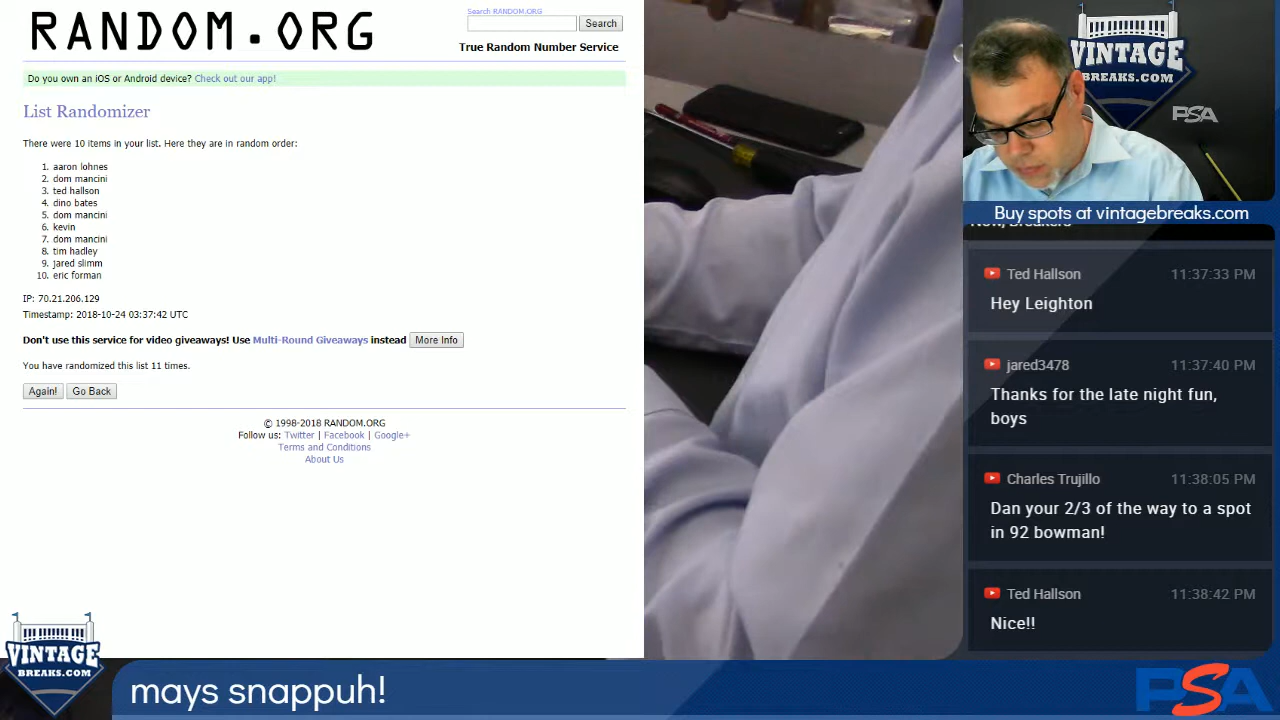 RANDOM.ORG
Search RANDOM.ORG
Search
True Random Number Service
Do you own an iOS or Android device? Check out our app!
List Randomizer
There were 10 items in your list. Here they are in random order:
1. aaron lohnes
2. dom mancini
3. ted hallson
4. dino bates
5. dom mancini
6. kevin
7. dom mancini
8. tim hadley
9. jared slimm
10. eric forman
IP: 70.21.206.129
Timestamp: 2018-10-24 03:37:42 UTC
Don't use this service for video giveaways! Use Multi-Round Giveaways instead More Info
You have randomized this list 11 times.
Again! Go Back
© 1998-2018 RANDOM.ORG
Follow us: Twitter | Facebook | Google+
Terms and Conditions
About Us
VINTAGE
BREAKS.COM
PSA
Buy spots at vintagebreaks.com
Ted Hallson 11:37:33 PM
Hey Leighton
jared3478 11:37:40 PM
Thanks for the late night fun,
boys
Charles Trujillo 11:38:05 PM
Dan your 2/3 of the way to a spot
in 92 bowman!
Ted Hallson 11:38:42 PM
Nice!!
VINTAGE
BREAKS.COM
mays snappuh!
PSA